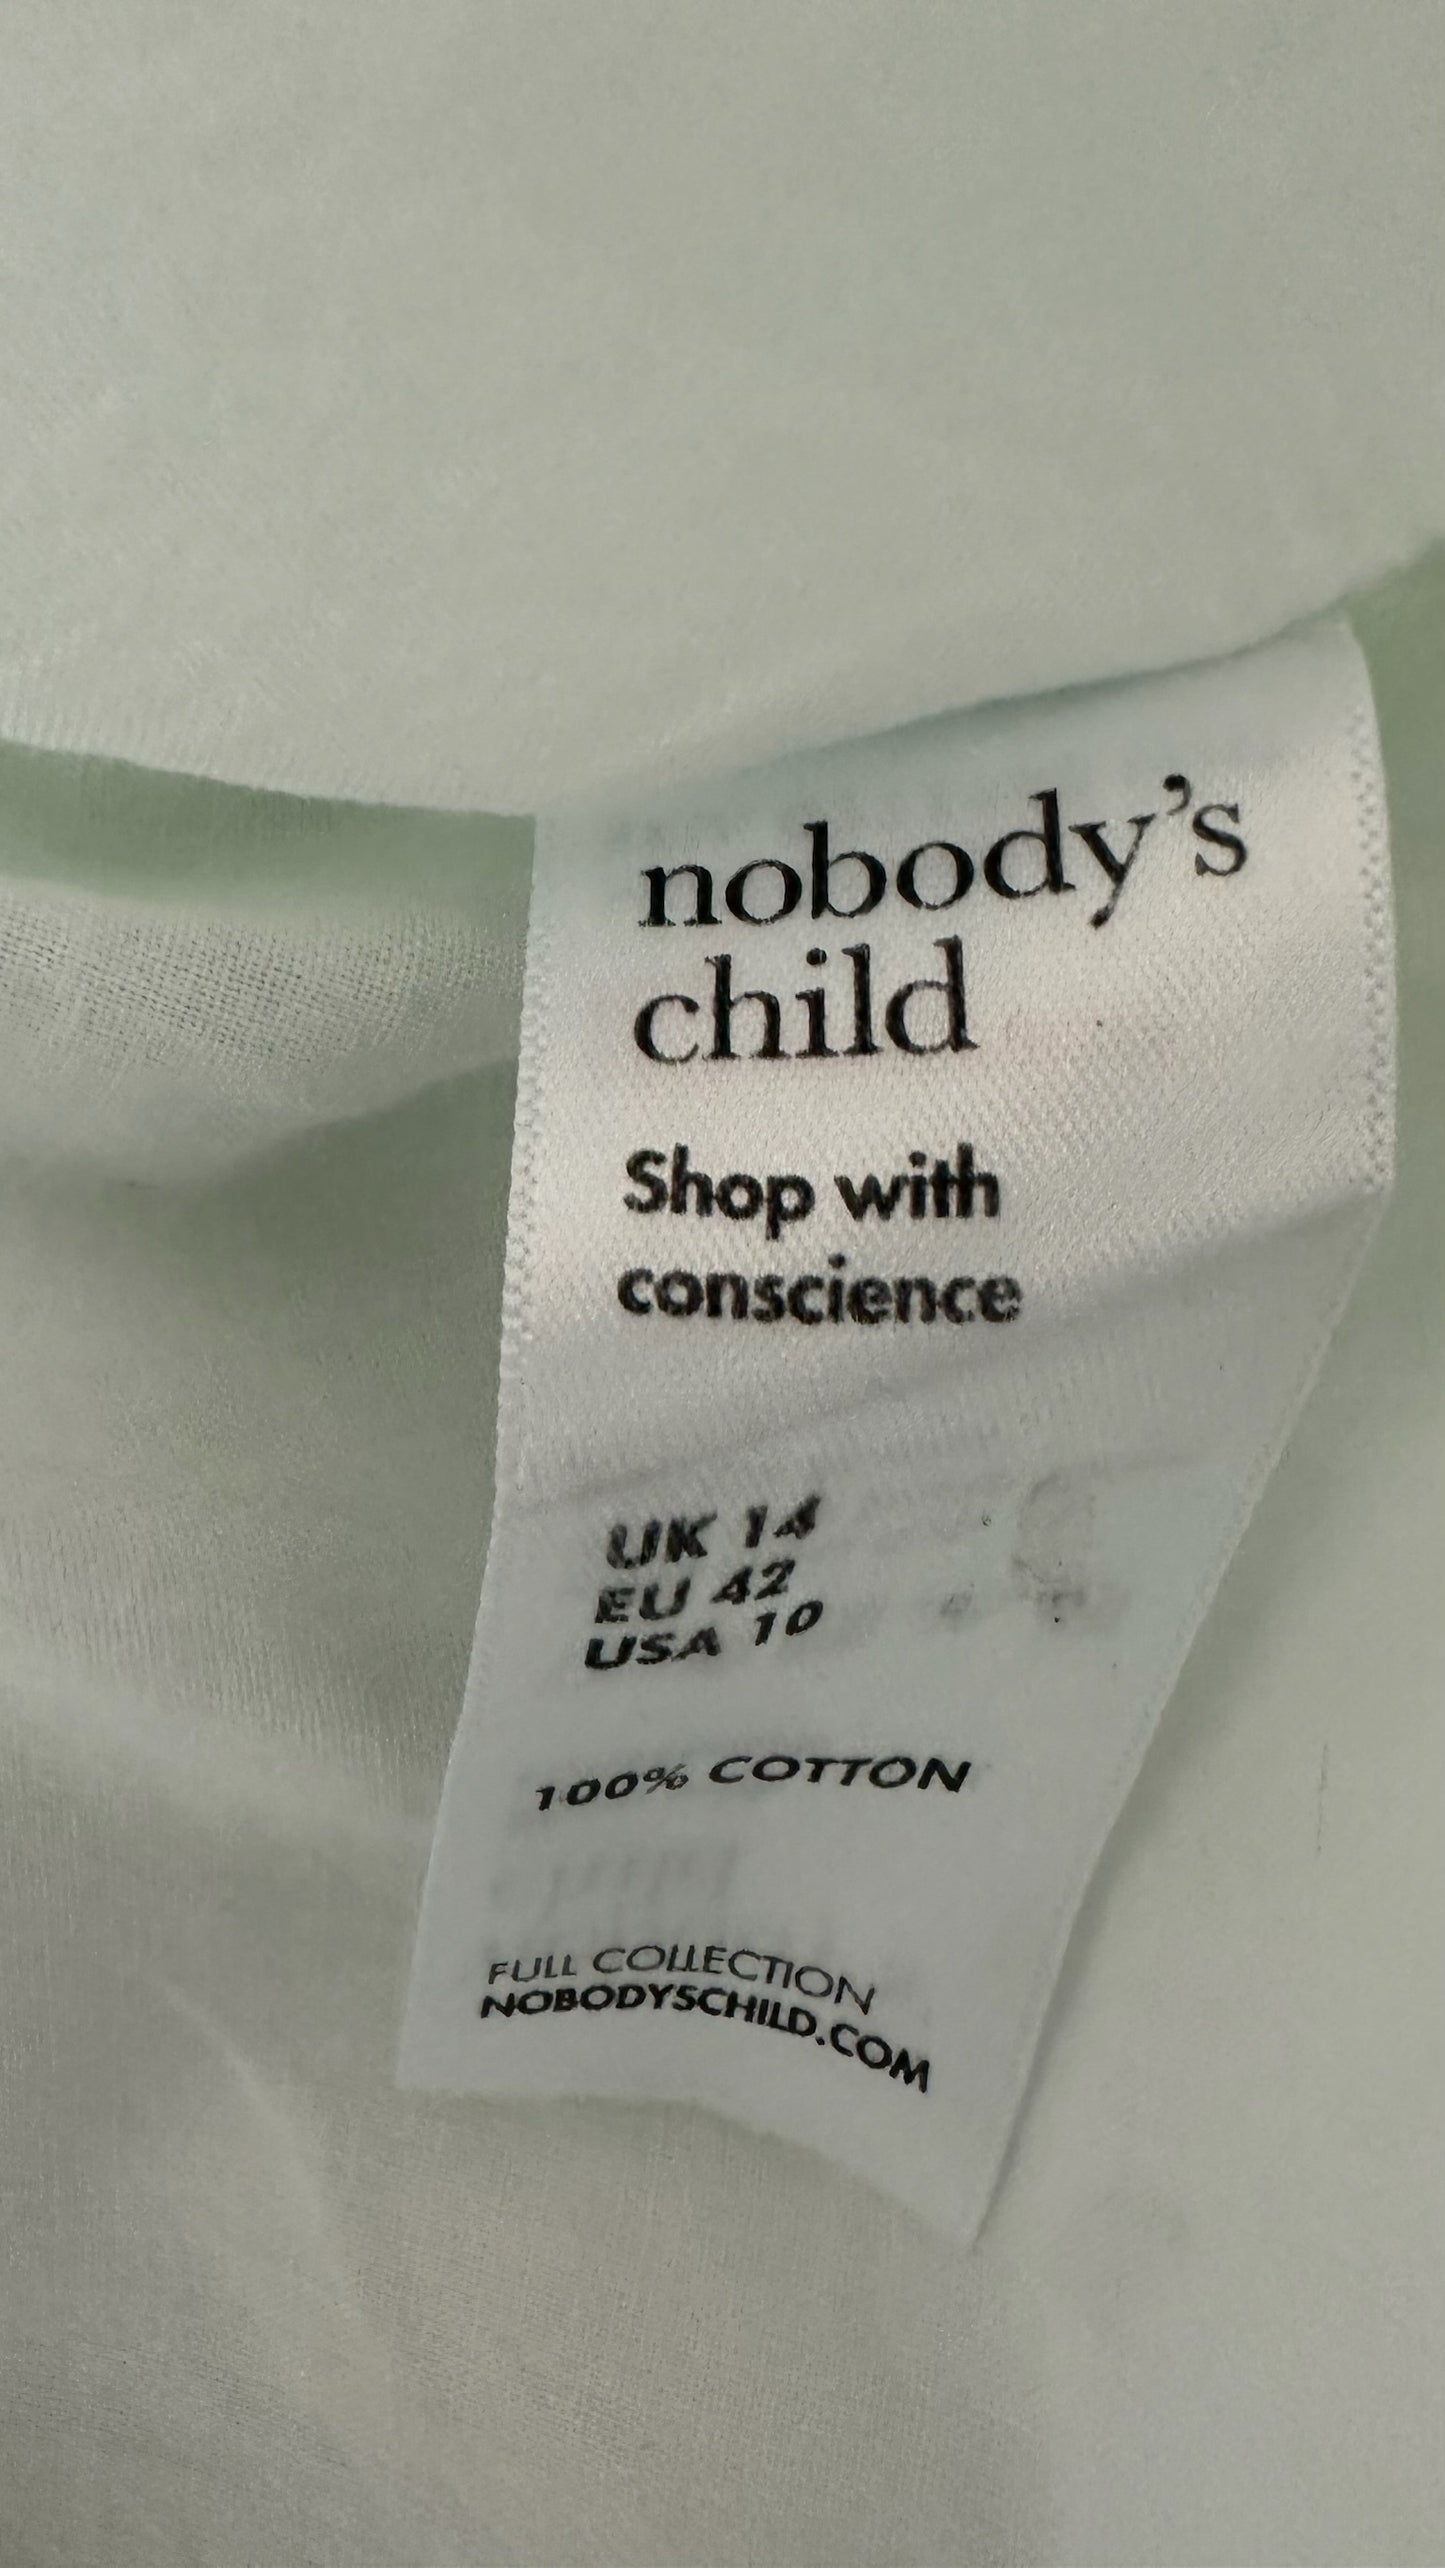 nobody's
child
Shop with
conscience
UK 14
EU 42
USA 10
100% COTTON
FULL COLLECTION
NOBODYSCHILD.COM